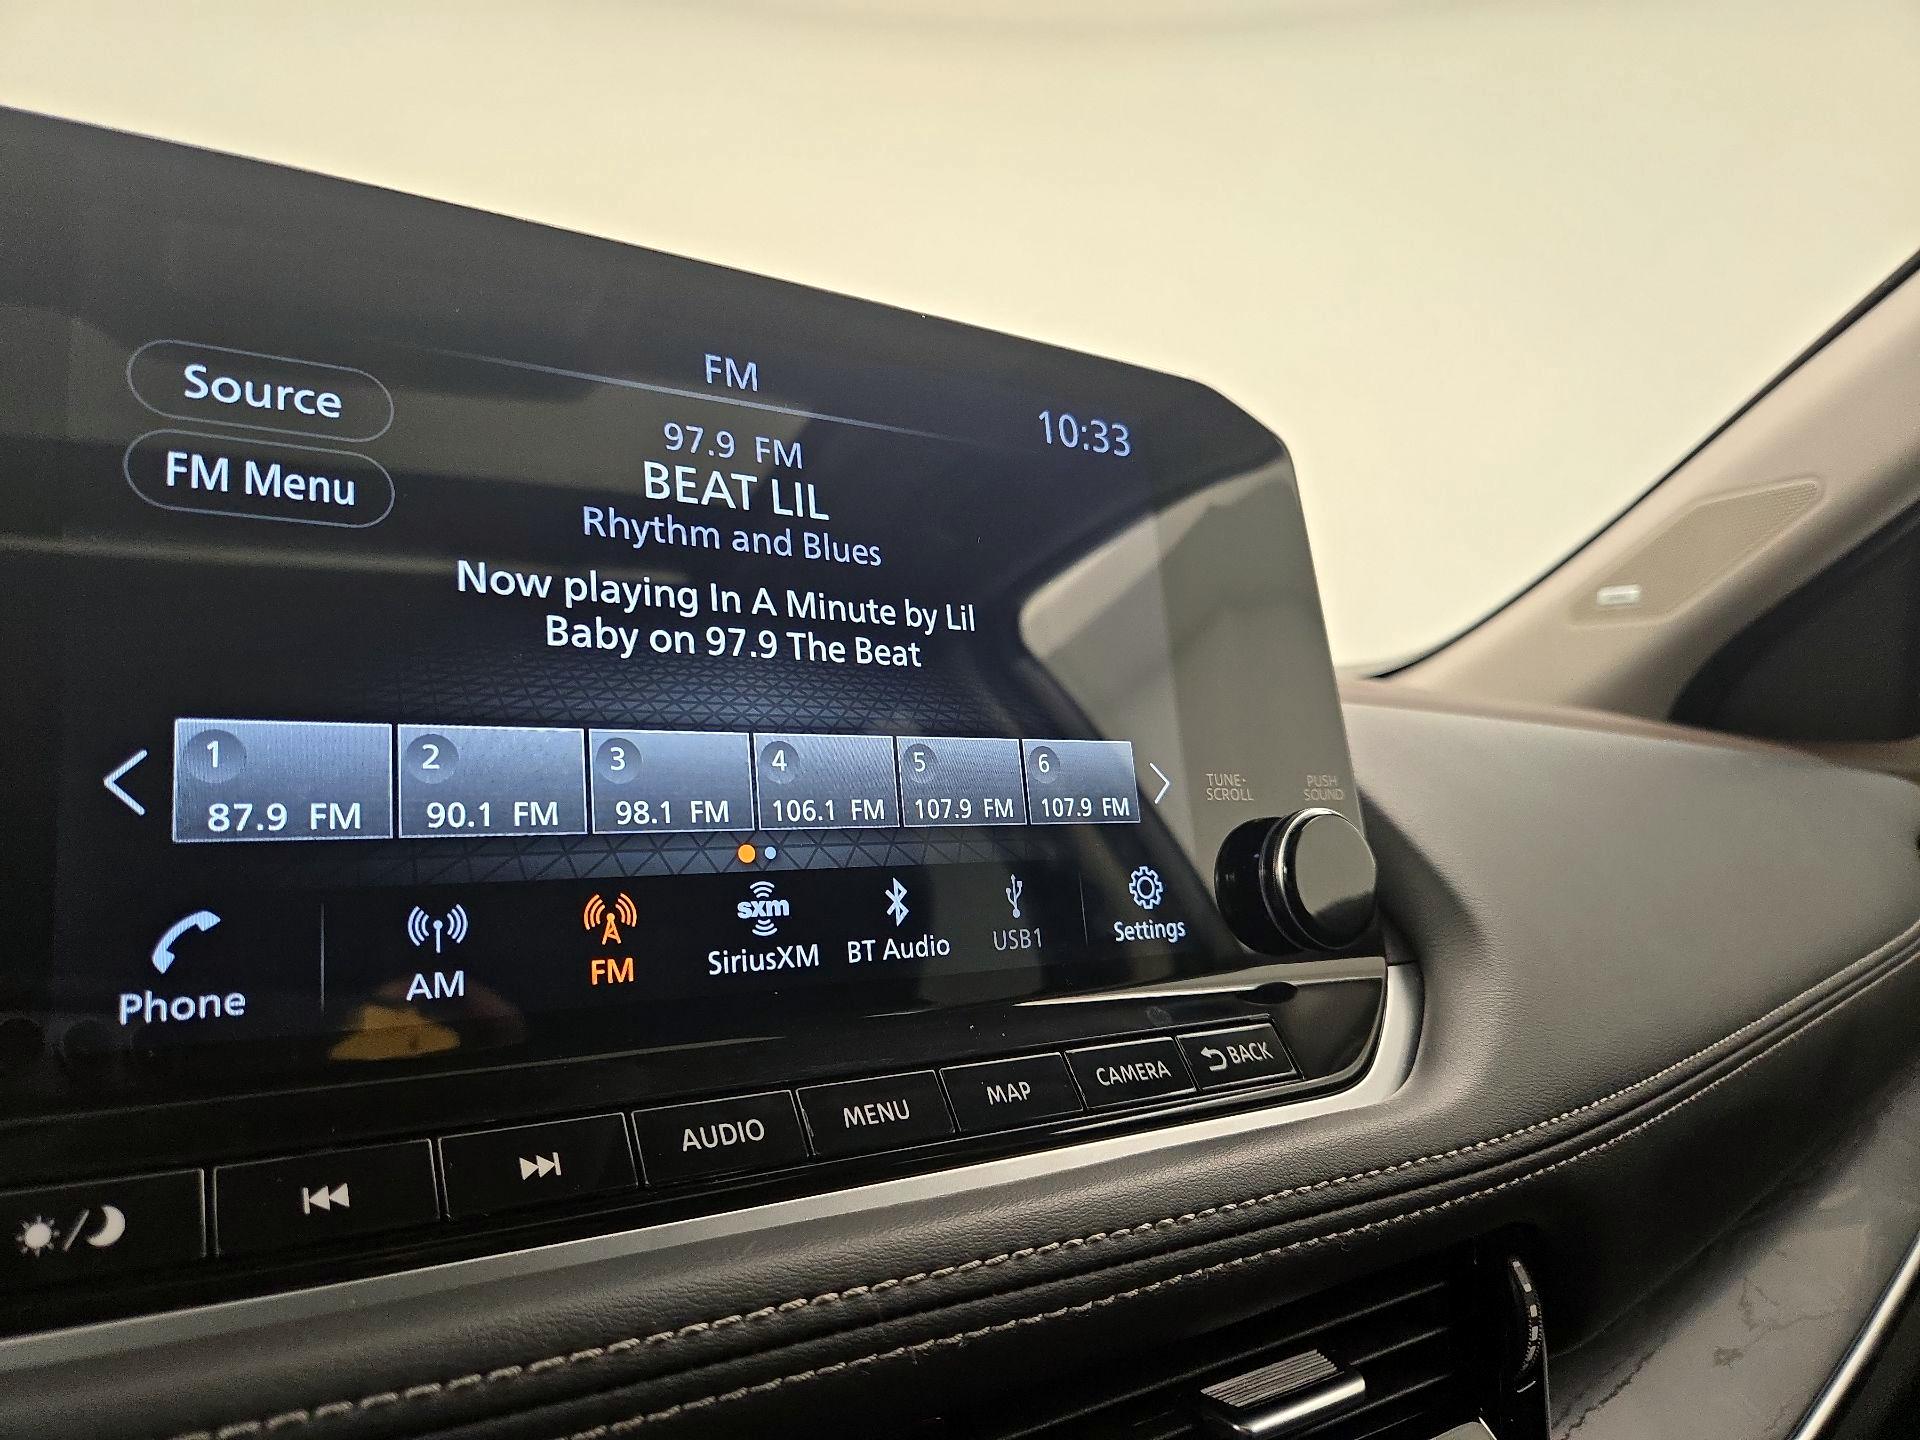 FM
Source
97.9 FM
10:33
FM Menu
BEAT LIL
Rhythm and Blues
Now playing In A Minute by Lil
Baby on 97.9 The Beat
1
2
3
4
5
6
87.9 FM
90.1 FM
98.1 FM
106.1 FM
107.9 FM
107.9 FM
TUNE•
SCROLL
PUSH
SOUND
Phone
AM
FM
sxm
SiriusXM
BT Audio
USB1
Settings
AUDIO
MENU
MAP
CAMERA
BACK